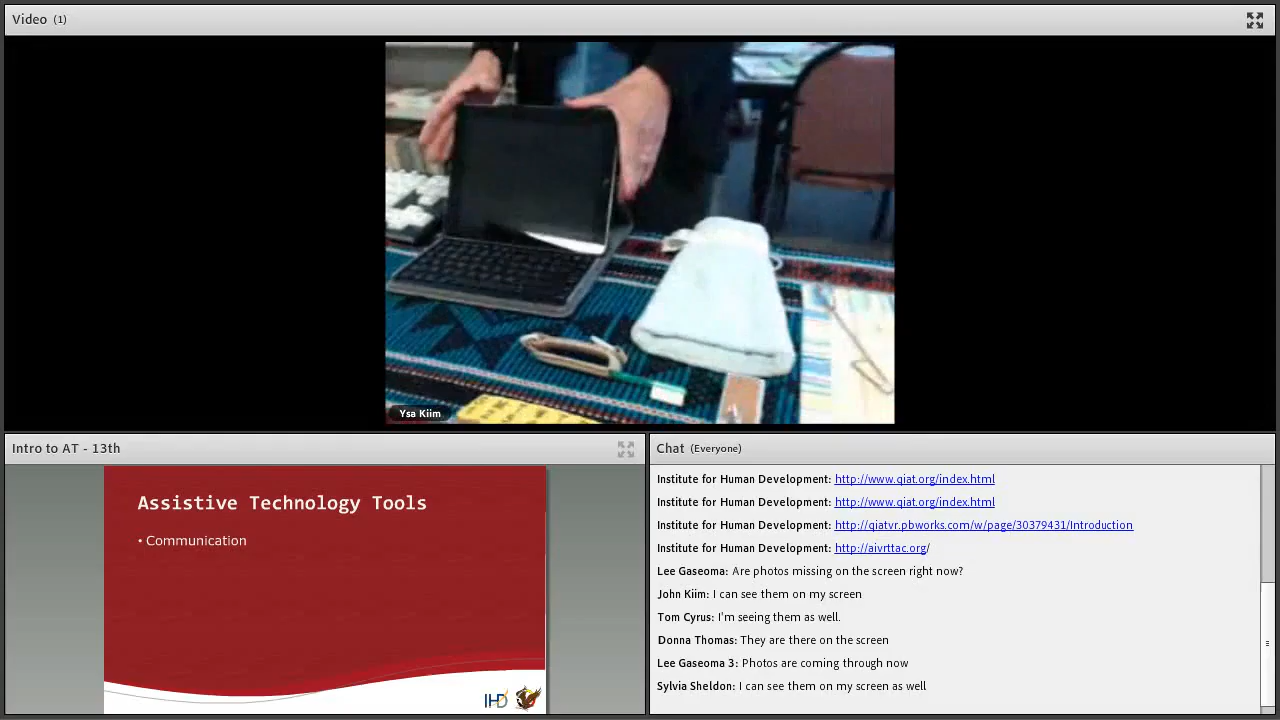 Video (1)
Ysa Kiim
Intro to AT - 13th
Assistive Technology Tools
• Communication
IHD
Chat (Everyone)
Institute for Human Development: http://www.qiat.org/index.html
Institute for Human Development: http://www.qiat.org/index.html
Institute for Human Development: http://qiatvr.pbworks.com/w/page/30379431/Introduction
Institute for Human Development: http://aivrttac.org/
Lee Gaseoma: Are photos missing on the screen right now?
John Kiim: I can see them on my screen
Tom Cyrus: I'm seeing them as well.
Donna Thomas: They are there on the screen
Lee Gaseoma 3: Photos are coming through now
Sylvia Sheldon: I can see them on my screen as well